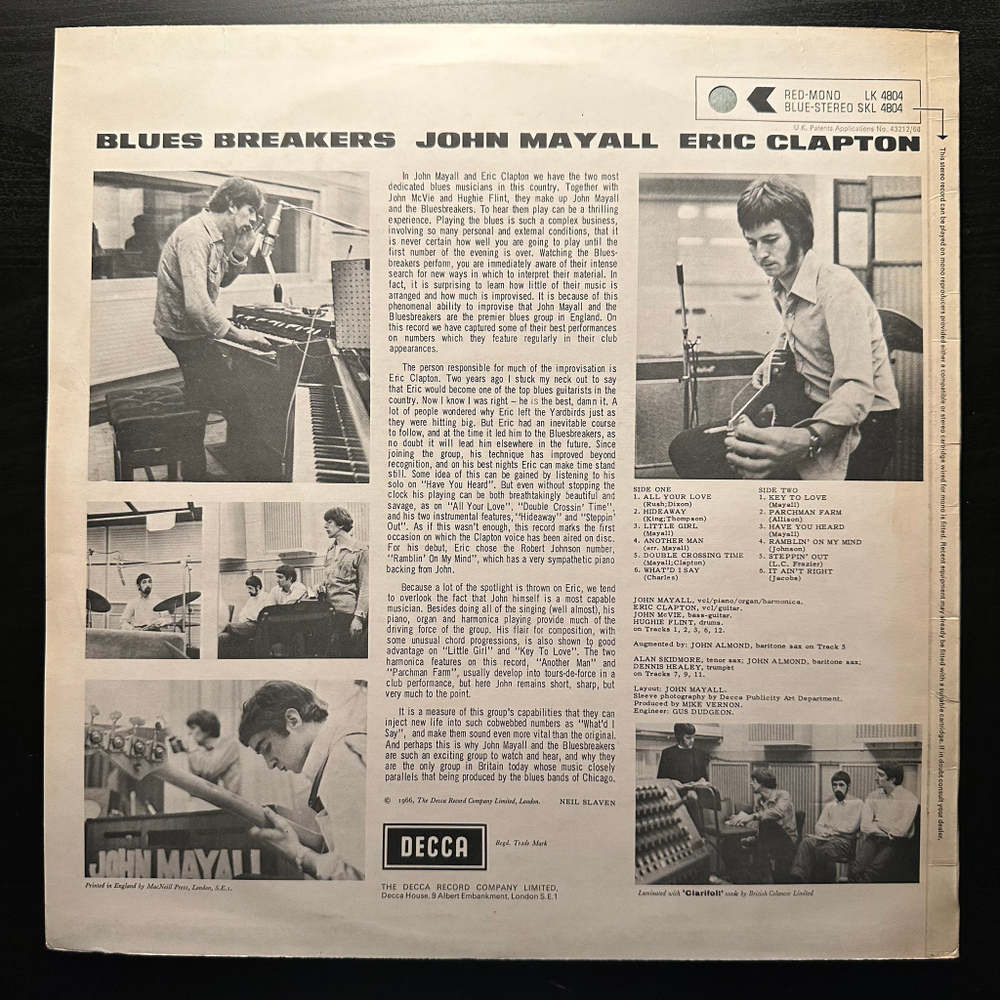 RED-MONO LK 4804
BLUE-STEREO SKL 4804
U.K. Patents Applications No. 43212/68
BLUES BREAKERS JOHN MAYALL ERIC CLAPTON
In John Mayall and Eric Clapton we have the two most
dedicated blues musicians in this country. Together with
John McVie and Hughie Flint, they make up John Mayall
and the Bluesbreakers. To hear them play can be a thrilling
experience. Playing the blues is such a complex business,
involving so many personal and external conditions, that it
is never certain how well you are going to play until the
first number of the evening is over. Watching the Blues-
breakers perform, you are immediately aware of their intense
search for new ways in which to interpret their material. In
fact, it is surprising to learn how little of their music is
arranged and how much is improvised. It is because of this
phenomenal ability to improvise that John Mayall and the
Bluesbreakers are the premier blues group in England. On
this record we have captured some of their best performances
on numbers which they feature regularly in their club
appearances.
The person responsible for much of the improvisation is
Eric Clapton. Two years ago I stuck my neck out to say
that Eric would become one of the top blues guitarists in the
country. Now I know I was right – he is the best, damn it. A
lot of people wondered why Eric left the Yardbirds just as
they were hitting big. But Eric had an inevitable course
to follow, and at the time it led him to the Bluesbreakers, as
no doubt it will lead him elsewhere in the future. Since
joining the group, his technique has improved beyond
recognition, and on his best nights Eric can make time stand
still. Some idea of this can be gained by listening to his
solo on "Have You Heard". But even without stopping the
clock his playing can be both breathtakingly beautiful and
savage, as on "All Your Love", "Double Crossin' Time",
and his two instrumental features, "Hideaway" and "Steppin'
Out". As if this wasn't enough, this record marks the first
occasion on which the Clapton voice has been aired on disc.
For his debut, Eric chose the Robert Johnson number,
"Ramblin' On My Mind", which has a very sympathetic piano
backing from John.
Because a lot of the spotlight is thrown on Eric, we tend
to overlook the fact that John himself is a most capable
musician. Besides doing all of the singing (well almost), his
piano, organ and harmonica playing provide much of the
driving force of the group. His flair for composition, with
some unusual chord progressions, is also shown to good
advantage on "Little Girl" and "Key To Love". The two
harmonica features on this record, "Another Man" and
"Parchman Farm", usually develop into tours-de-force in a
club performance, but here John remains short, sharp, but
very much to the point.
It is a measure of this group's capabilities that they can
inject new life into such cobwebbed numbers as "What'd I
Say", and make them sound even more vital than the original.
And perhaps this is why John Mayall and the Bluesbreakers
are such an exciting group to watch and hear, and why they
are the only group in Britain today whose music closely
parallels that being produced by the blues bands of Chicago.
© 1966, The Decca Record Company Limited, London. NEIL SLAVEN
DECCA
Regd. Trade Mark
THE DECCA RECORD COMPANY LIMITED,
Decca House, 9 Albert Embankment, London S.E.1
SIDE ONE
1. ALL YOUR LOVE
(Rush;Dixon)
2. HIDEAWAY
(King;Thompson)
3. LITTLE GIRL
(Mayall)
4. ANOTHER MAN
(arr. Mayall)
5. DOUBLE CROSSING TIME
(Mayall;Clapton)
6. WHAT'D I SAY
(Charles)
SIDE TWO
1. KEY TO LOVE
(Mayall)
2. PARCHMAN FARM
(Allison)
3. HAVE YOU HEARD
(Mayall)
4. RAMBLIN' ON MY MIND
(Johnson)
5. STEPPIN' OUT
(L.C. Frazier)
6. IT AIN'T RIGHT
(Jacobs)
JOHN MAYALL, vcl/piano/organ/harmonica.
ERIC CLAPTON, vcl/guitar.
JOHN McVIE, bass-guitar.
HUGHIE FLINT, drums.
on Tracks 1, 2, 3, 6, 12.
Augmented by: JOHN ALMOND, baritone sax on Track 5
ALAN SKIDMORE, tenor sax; JOHN ALMOND, baritone sax;
DENNIS HEALEY, trumpet
on Tracks 7, 9, 11.
Layout: JOHN MAYALL.
Sleeve photography by Decca Publicity Art Department.
Produced by MIKE VERNON.
Engineer: GUS DUDGEON.
JOHN MAYALL
Printed in England by MacNeill Press, London, S.E.1.
Laminated with 'Clarifoil' made by British Celanese Limited
This stereo record can be played on mono reproducers provided either a compatible or stereo cartridge wired for mono is fitted. Recent equipment may already be fitted with a suitable cartridge. If in doubt consult your dealer.